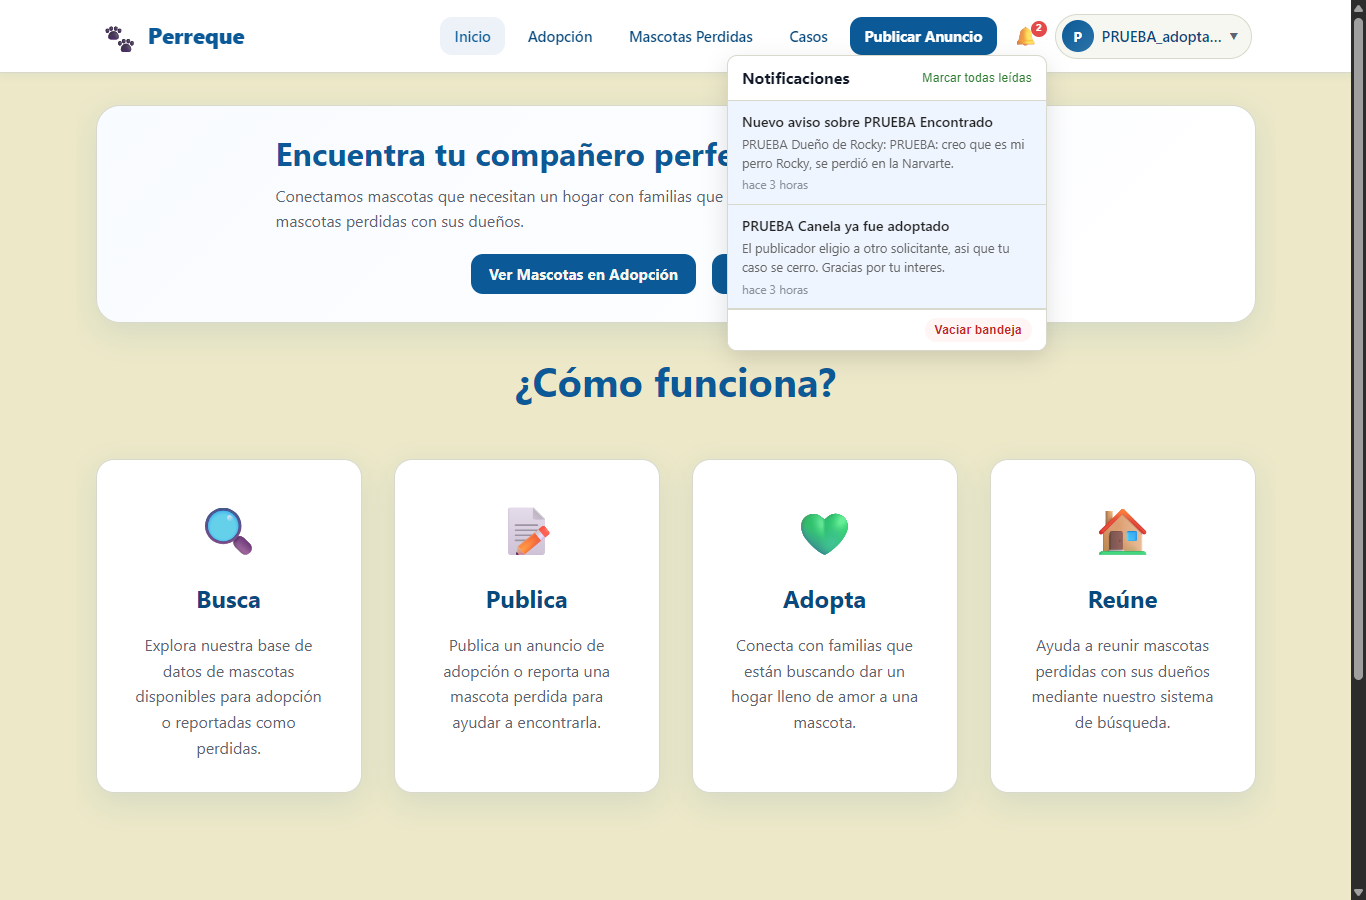 Perreque
Inicio
Adopción
Mascotas Perdidas
Casos
Publicar Anuncio
2
P
PRUEBA_adopta...
Notificaciones
Marcar todas leídas
Nuevo aviso sobre PRUEBA Encontrado
PRUEBA Dueño de Rocky: PRUEBA: creo que es mi
perro Rocky, se perdió en la Narvarte.
hace 3 horas
PRUEBA Canela ya fue adoptado
El publicador eligio a otro solicitante, asi que tu
caso se cerro. Gracias por tu interes.
hace 3 horas
Vaciar bandeja
Encuentra tu compañero
Conectamos mascotas que necesitan un hogar con familias que
mascotas perdidas con sus dueños.
Ver Mascotas en Adopción
¿Cómo funciona?
Busca
Explora nuestra base de
datos de mascotas
disponibles para adopción
o reportadas como
perdidas.
Publica
Publica un anuncio de
adopción o reporta una
mascota perdida para
ayudar a encontrarla.
Adopta
Conecta con familias que
están buscando dar un
hogar lleno de amor a una
mascota.
Reúne
Ayuda a reunir mascotas
perdidas con sus dueños
mediante nuestro sistema
de búsqueda.